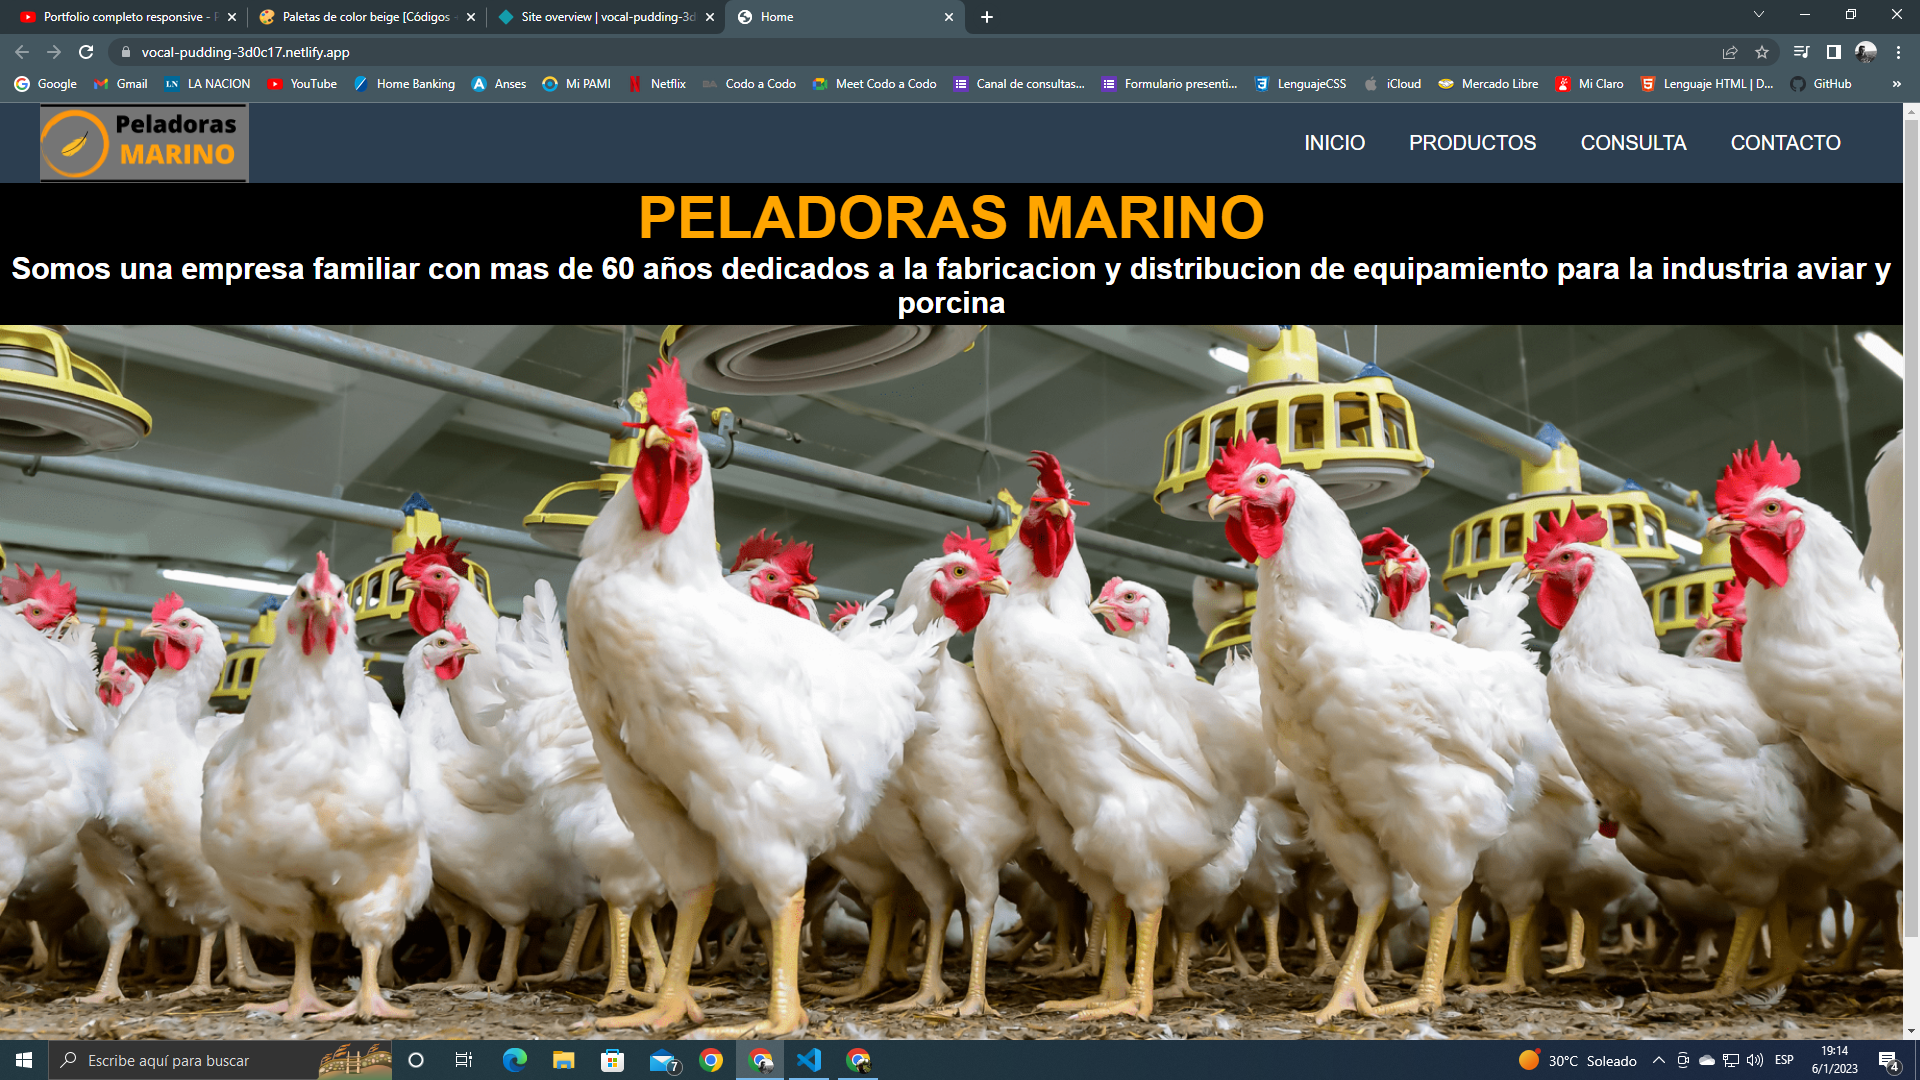 Portfolio completo responsive -
Paletas de color beige [Códigos
Site overview | vocal-pudding-3d
Home
vocal-pudding-3d0c17.netlify.app
Google
Gmail
LN LA NACION
YouTube
Home Banking
A Anses
Mi PAMI
Netflix
Codo a Codo
Meet Codo a Codo
Canal de consultas...
Formulario presenti...
LenguajeCSS
iCloud
Mercado Libre
Mi Claro
Lenguaje HTML | D...
GitHub
»
Peladoras
MARINO
INICIO
PRODUCTOS
CONSULTA
CONTACTO
PELADORAS MARINO
Somos una empresa familiar con mas de 60 años dedicados a la fabricacion y distribucion de equipamiento para la industria aviar y
porcina
Escribe aquí para buscar
7
30°C Soleado
ESP
19:14
6/1/2023
4